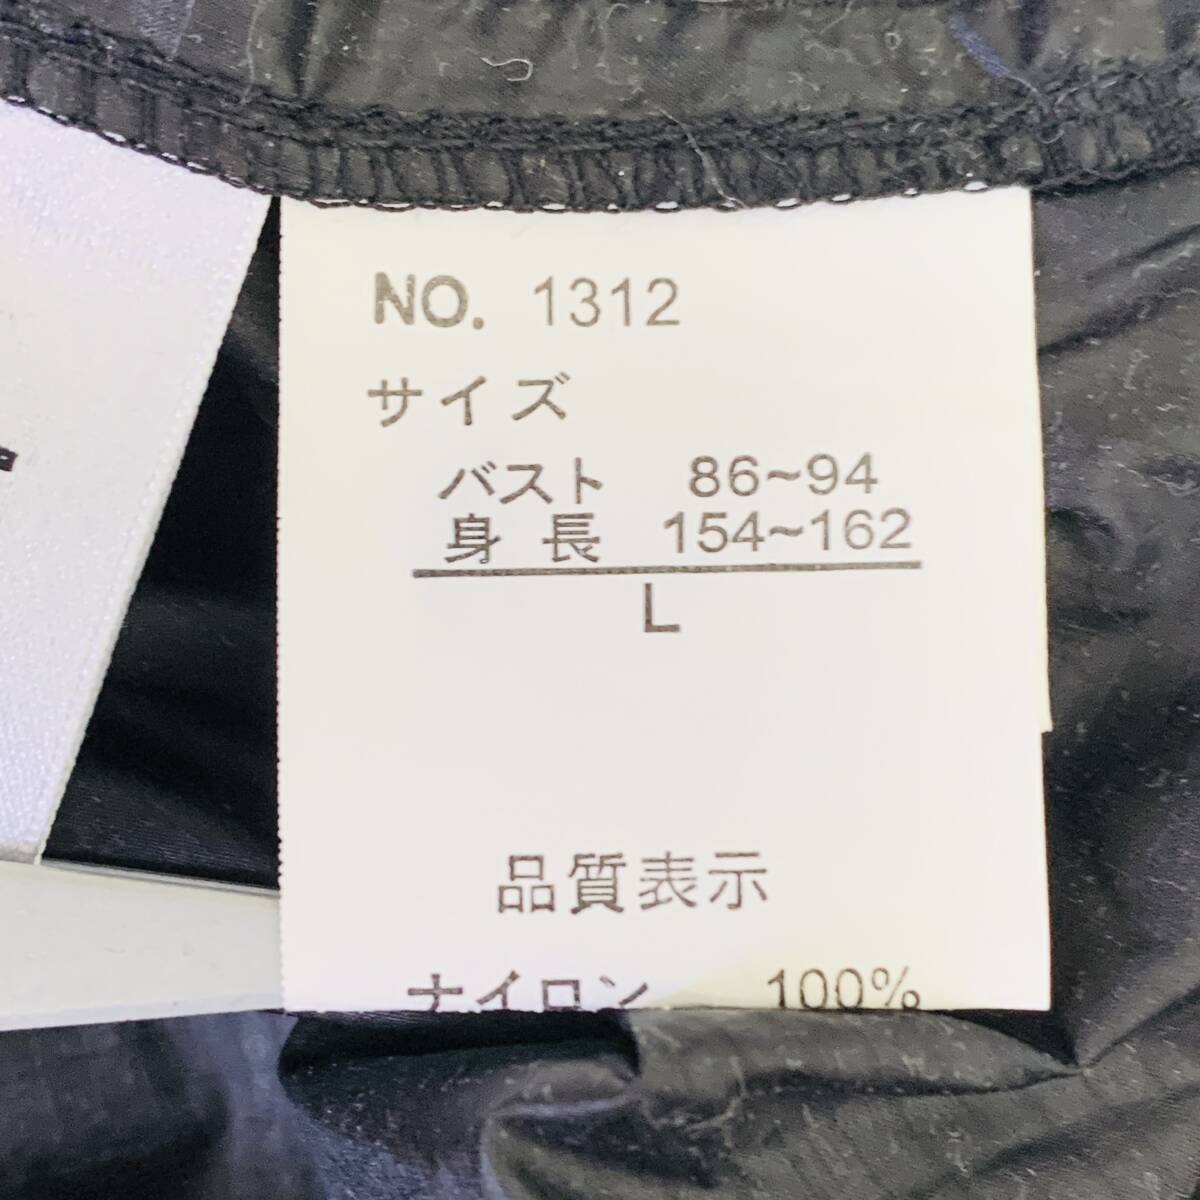 NO. 1312
サイズ
バスト 86~94
身長 154~162
L
品質表示
ナイロン 100%